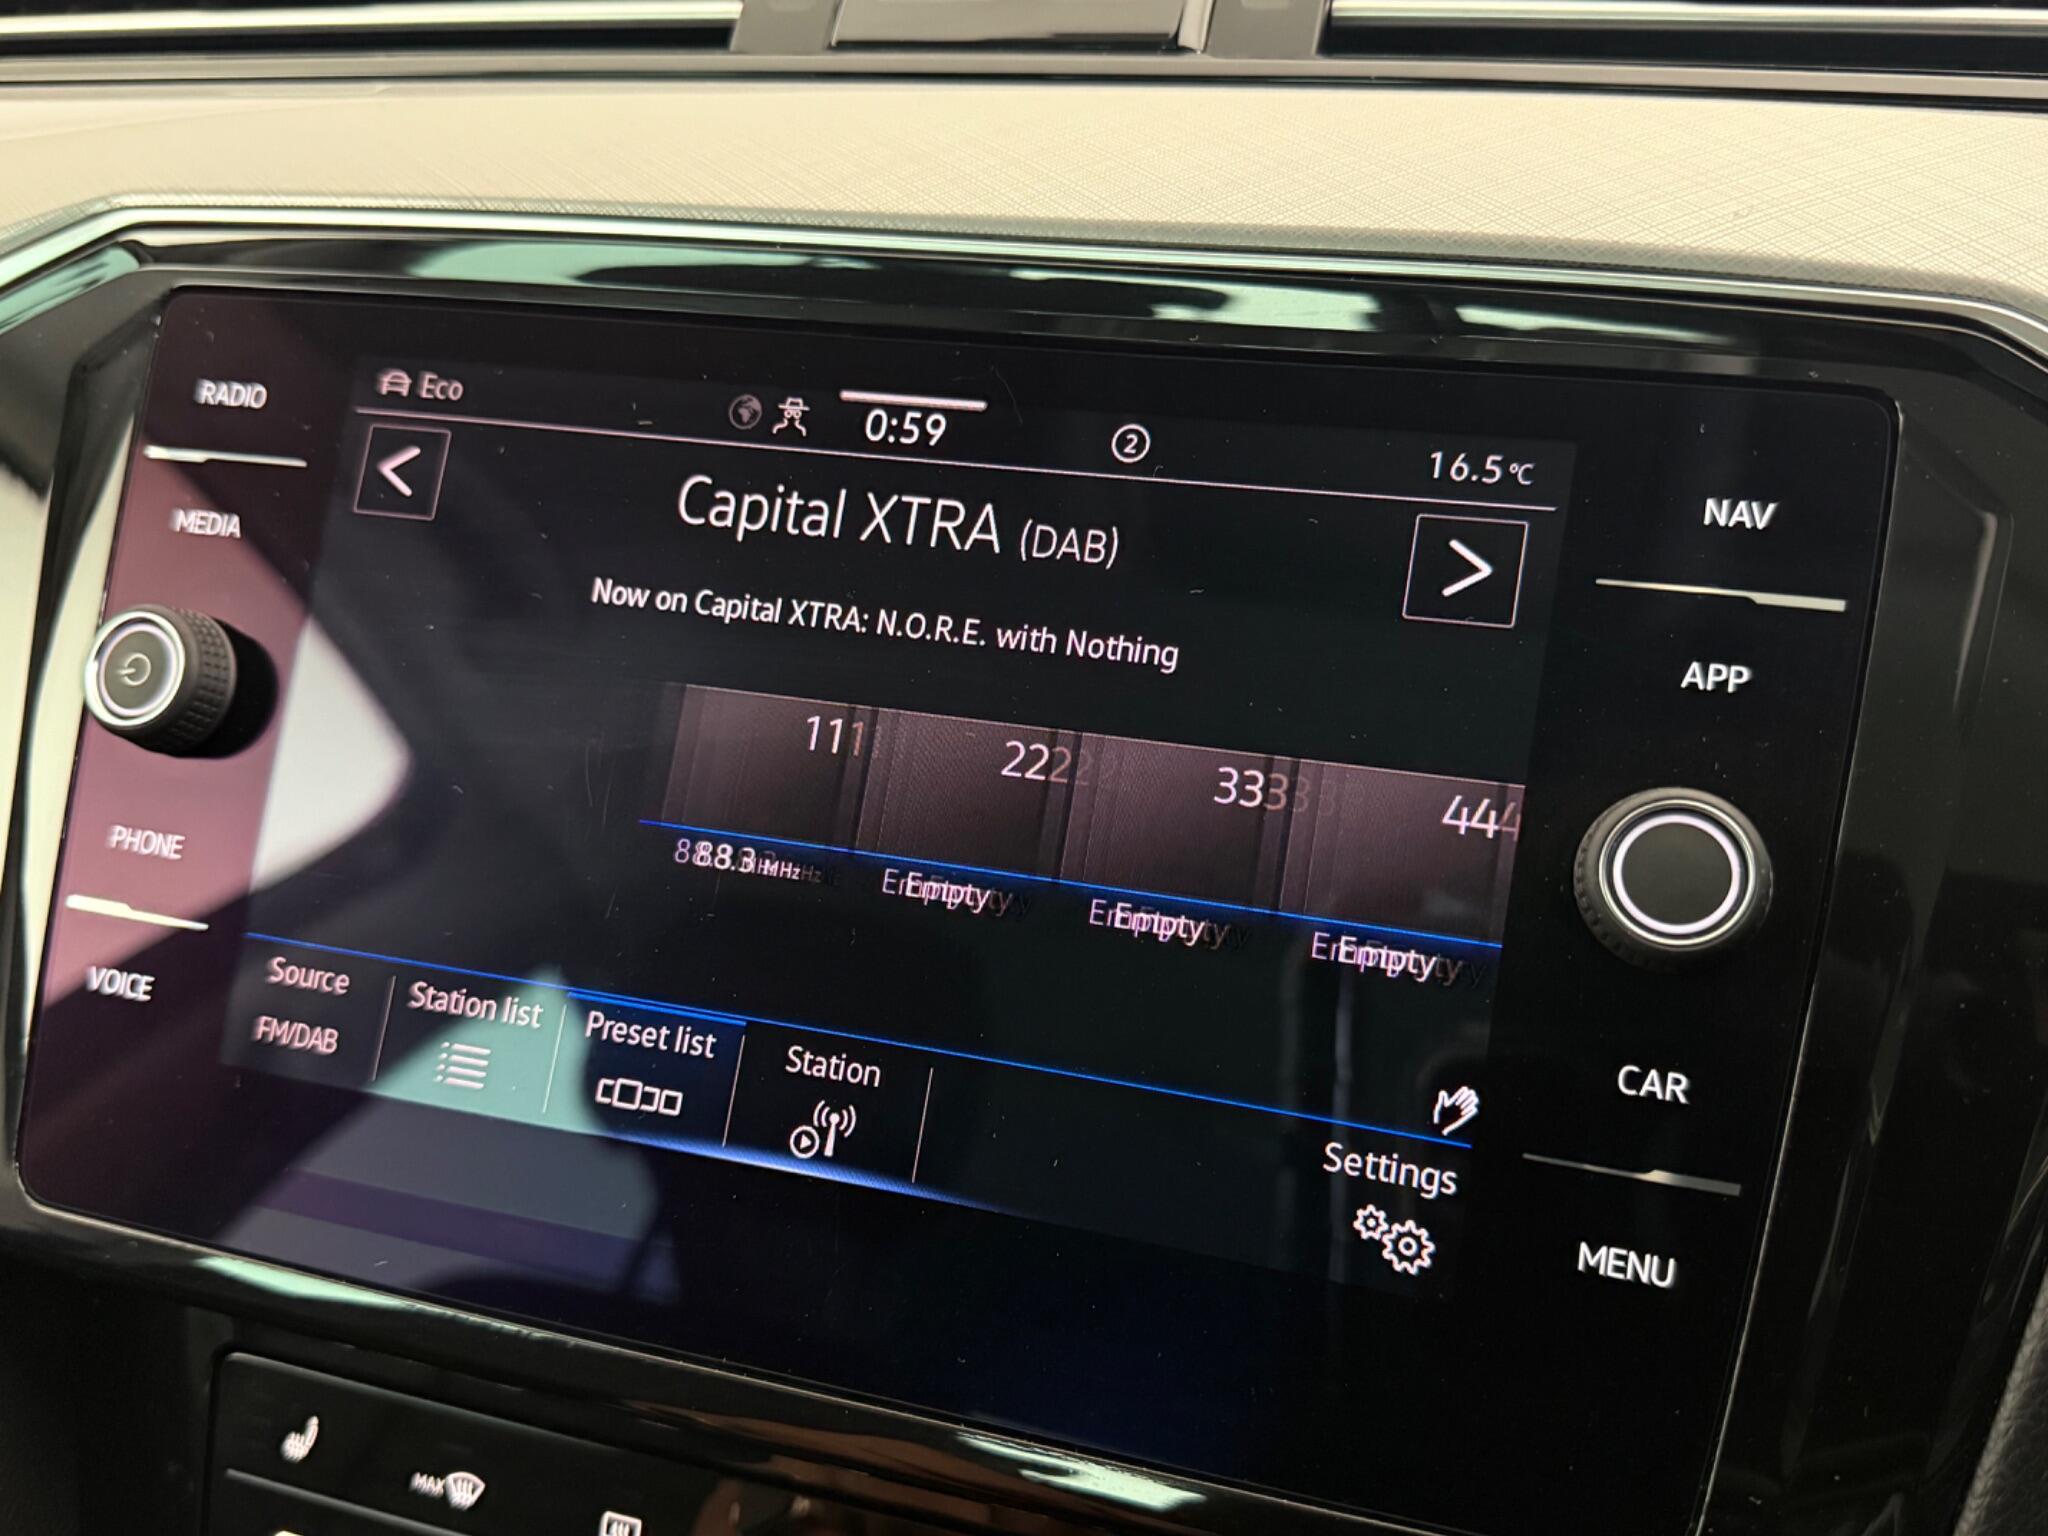 RADIO
MEDIA
PHONE
VOICE
Eco
0:59
2
16.5°C
Capital XTRA (DAB)
Now on Capital XTRA: N.O.R.E. with Nothing
1
2
3
4
88.3 MHz
Empty
Empty
Empty
Source
FM/DAB
Station list
Preset list
Station
Settings
NAV
APP
CAR
MENU
MAX